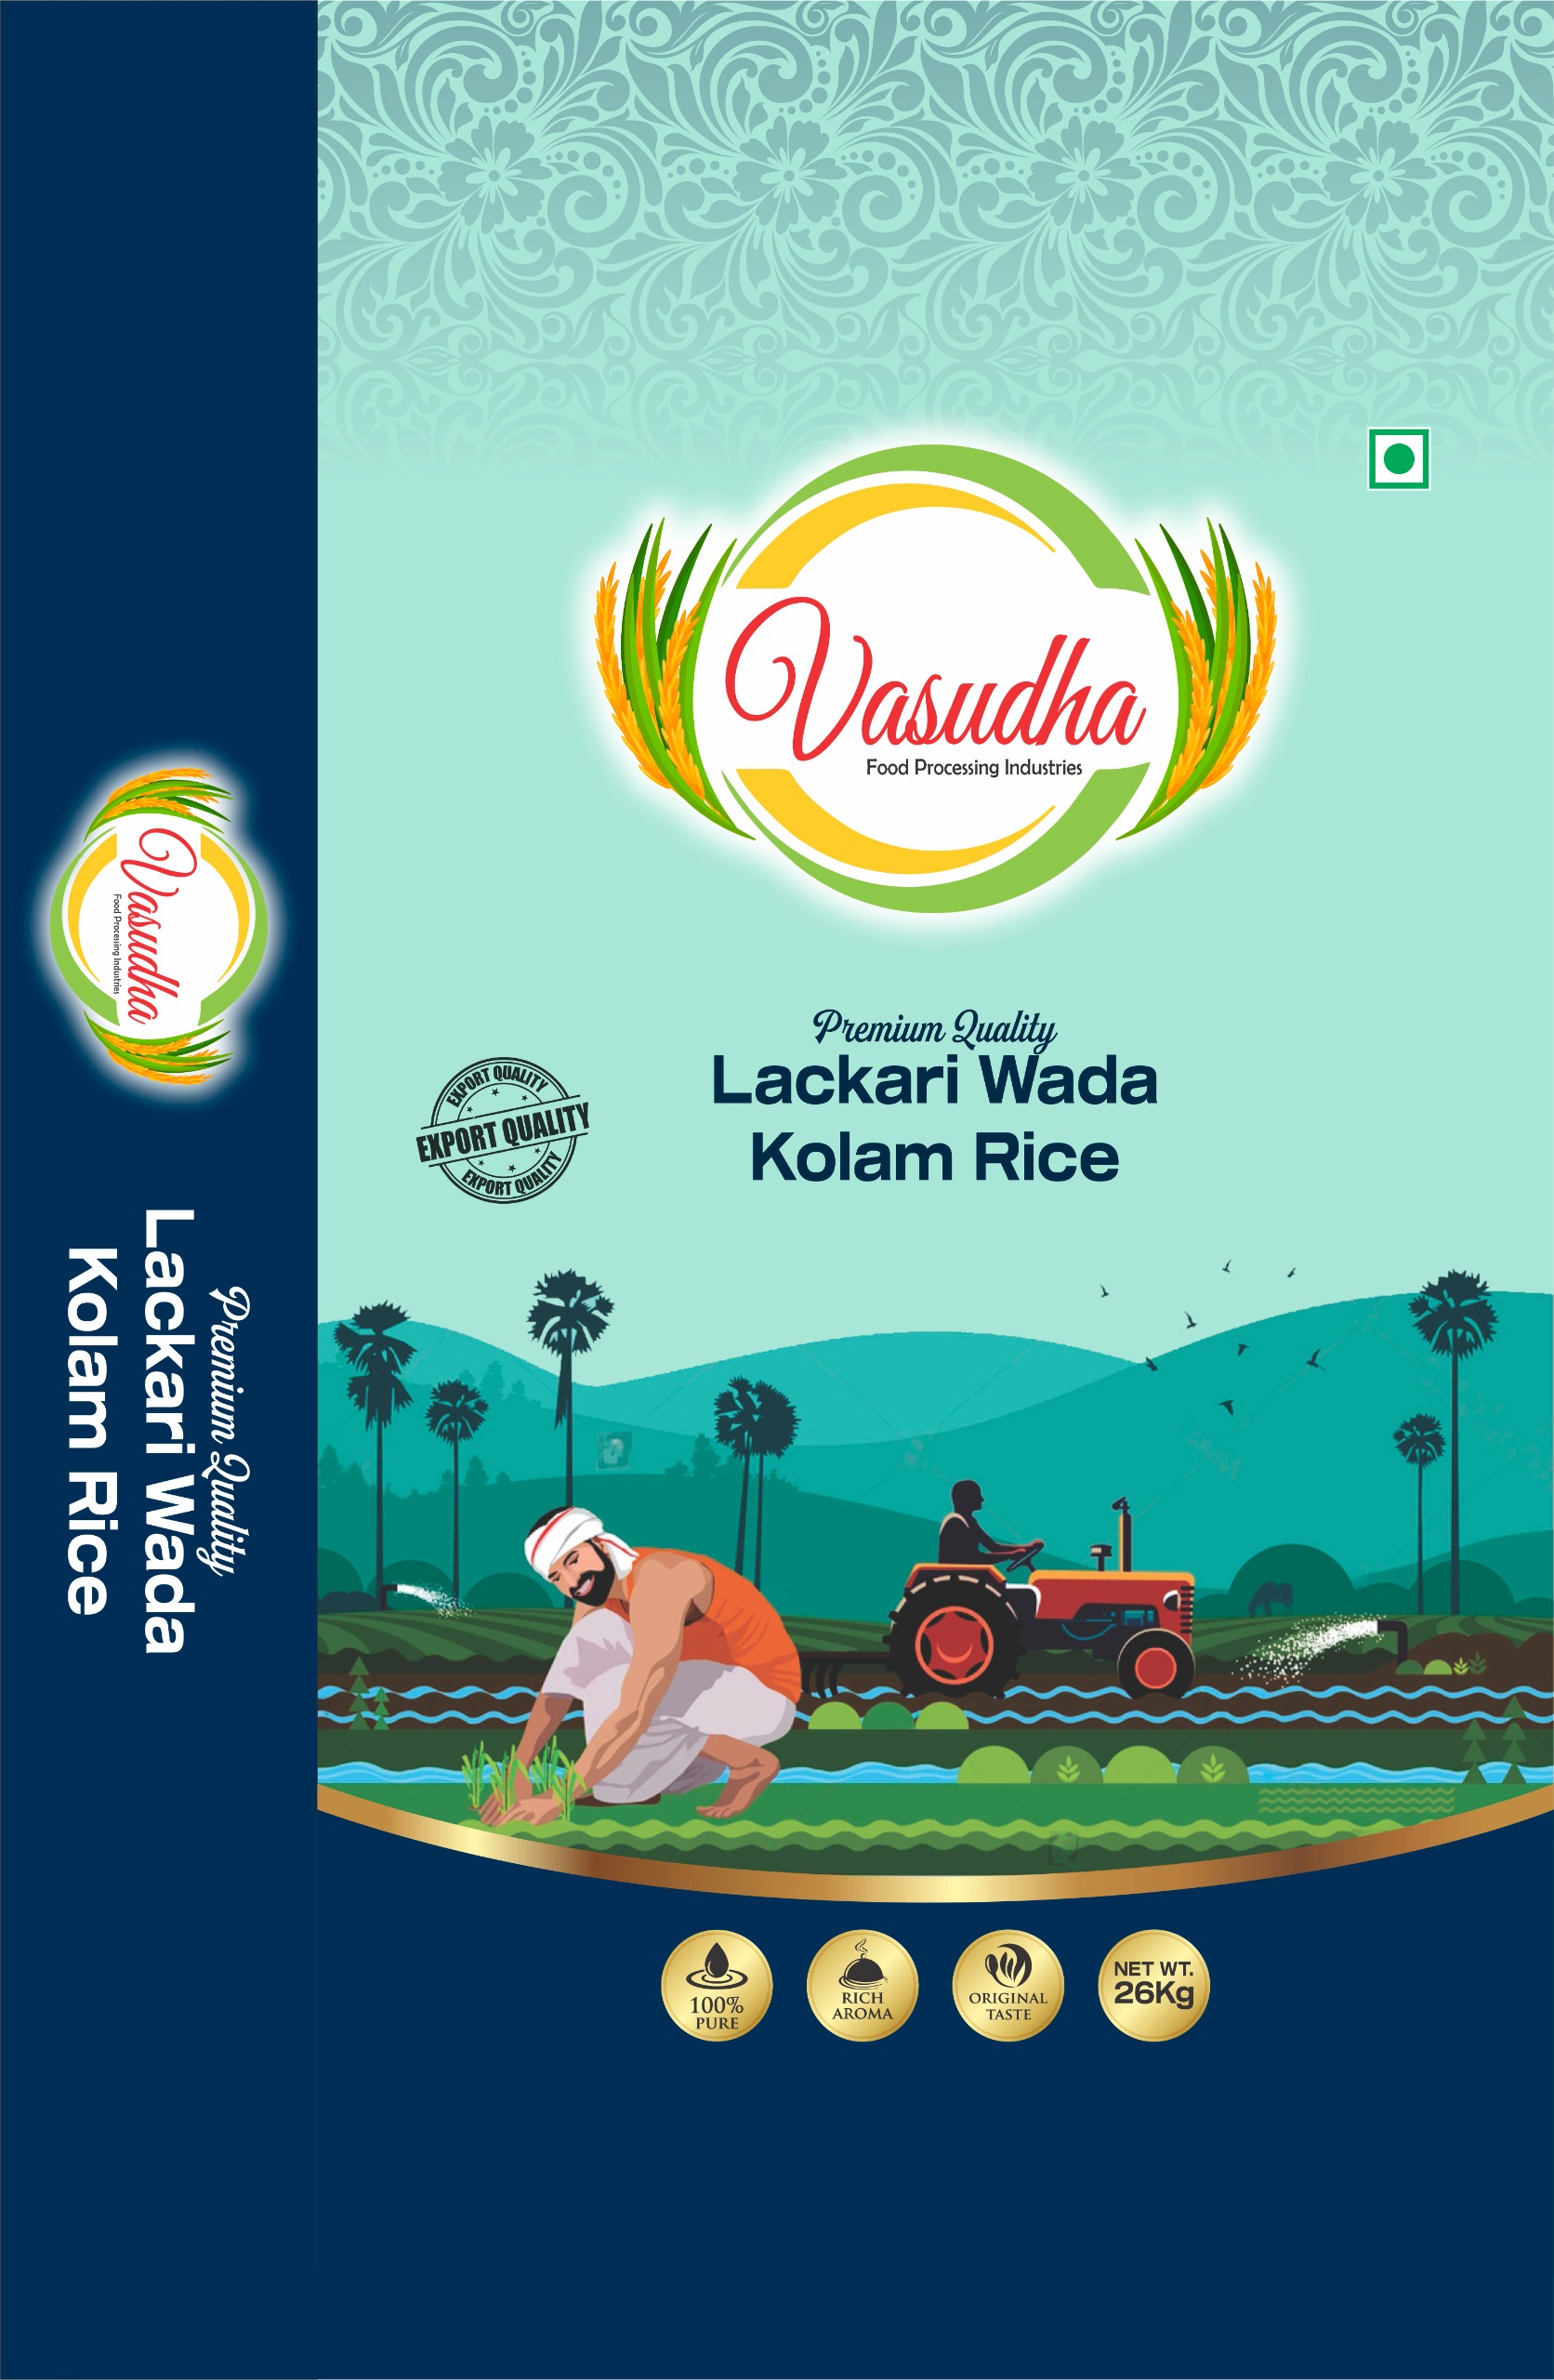 Vasudha
Food Processing Industries
Premium Quality
Lackari Wada
Kolam Rice
Vasudha
Food Processing Industries
Premium Quality
Lackari Wada
Kolam Rice
EXPORT QUALITY
EXPORT QUALITY
EXPORT QUALITY
100%
PURE
RICH
AROMA
ORIGINAL
TASTE
NET WT.
26Kg